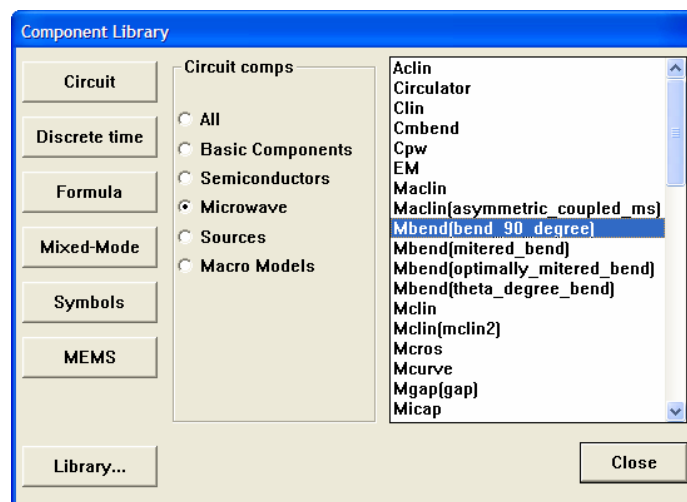 Component Library
Circuit
Discrete time
Formula
Mixed-Mode
Symbols
MEMS
Library...
Circuit comps
All
Basic Components
Semiconductors
Microwave
Sources
Macro Models
Aclin
Circulator
Clin
Cmbend
Cpw
EM
Maclin
Maclin(asymmetric_coupled_ms)
Mbend(bend_90_degree)
Mbend(mitered_bend)
Mbend(optimally_mitered_bend)
Mbend(theta_degree_bend)
Mclin
Mclin(mclin2)
Mcros
Mcurve
Mgap(gap)
Micap
Close